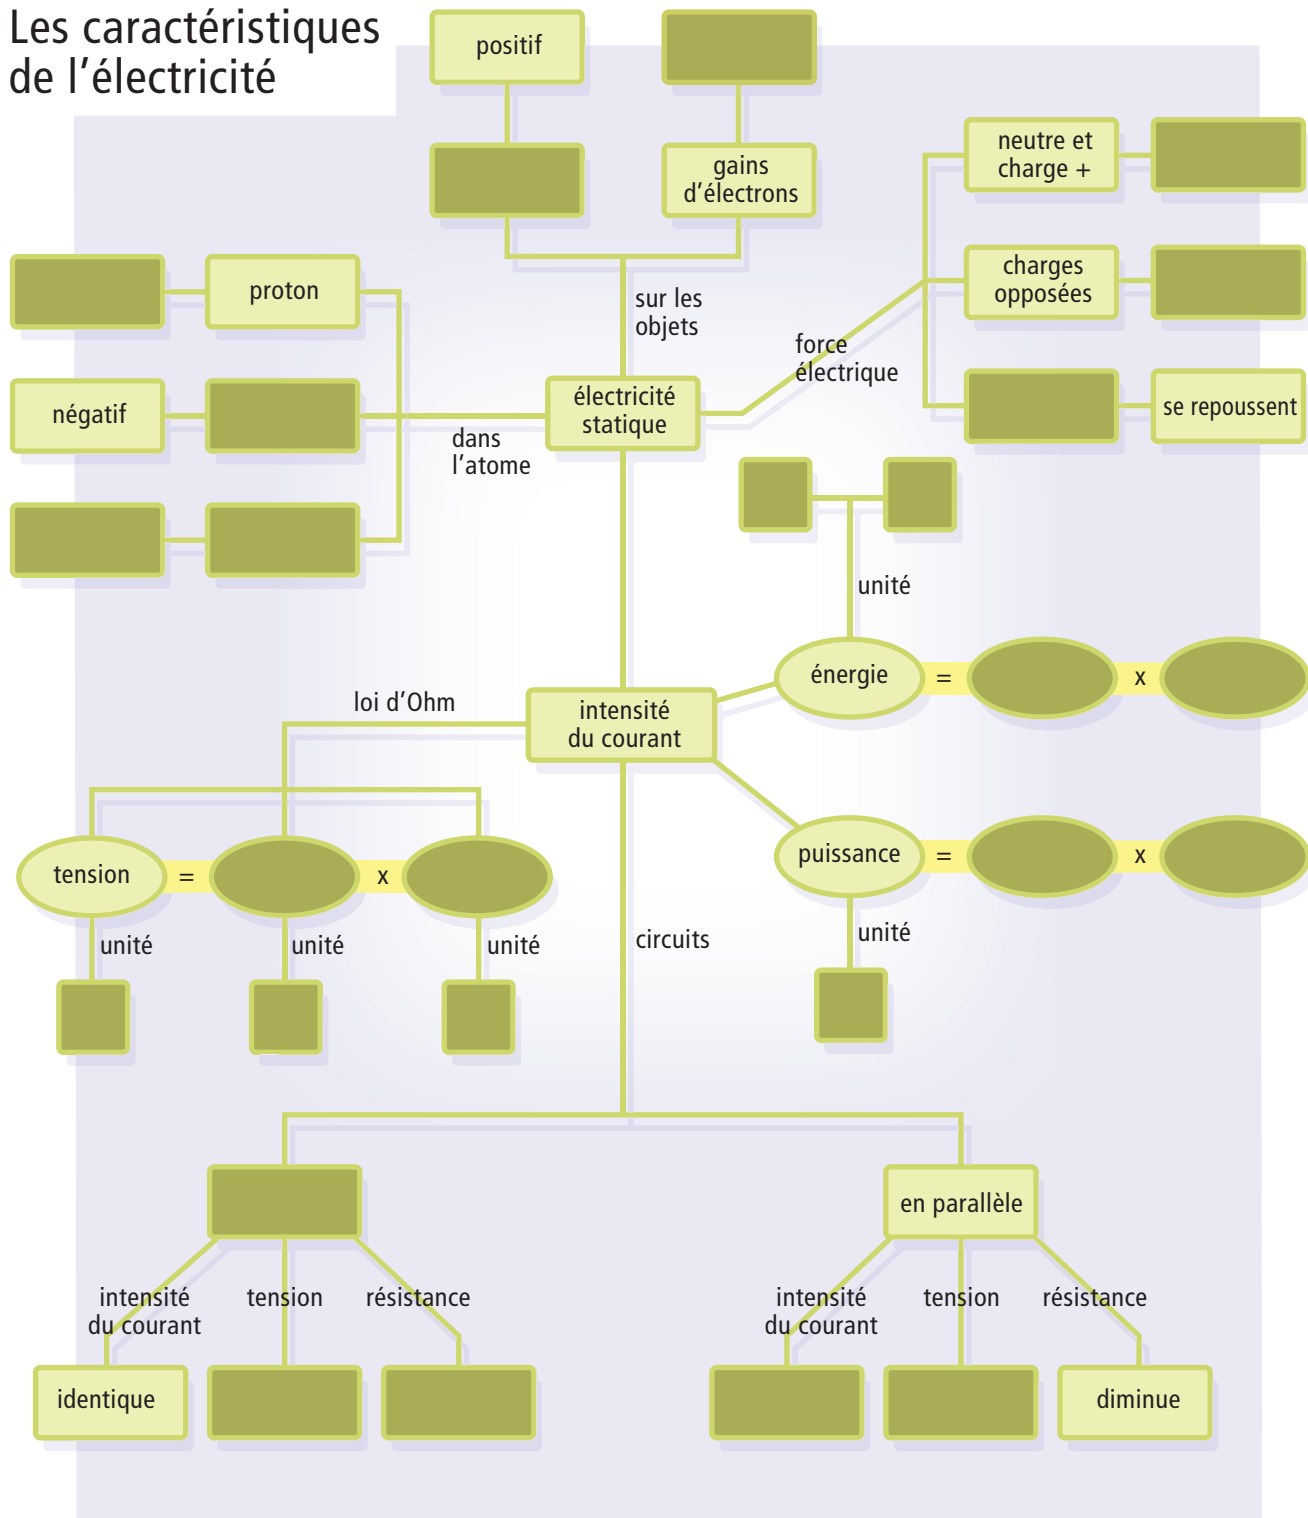 Les caractéristiques
de l'électricité
positif
gains
d'électrons
neutre et
charge +
proton
sur les
objets
charges
opposées
force
électrique
négatif
électricité
statique
se repoussent
dans
l'atome
unité
énergie
=
x
loi d'Ohm
intensité
du courant
tension
=
x
puissance
=
x
unité
unité
unité
circuits
unité
en parallèle
intensité
du courant
tension
résistance
intensité
du courant
tension
résistance
identique
diminue